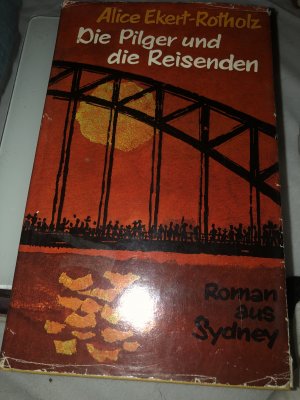 Alice Ekert-Rotholz
Die Pilger und
die Reisenden
Roman
aus
Sydney